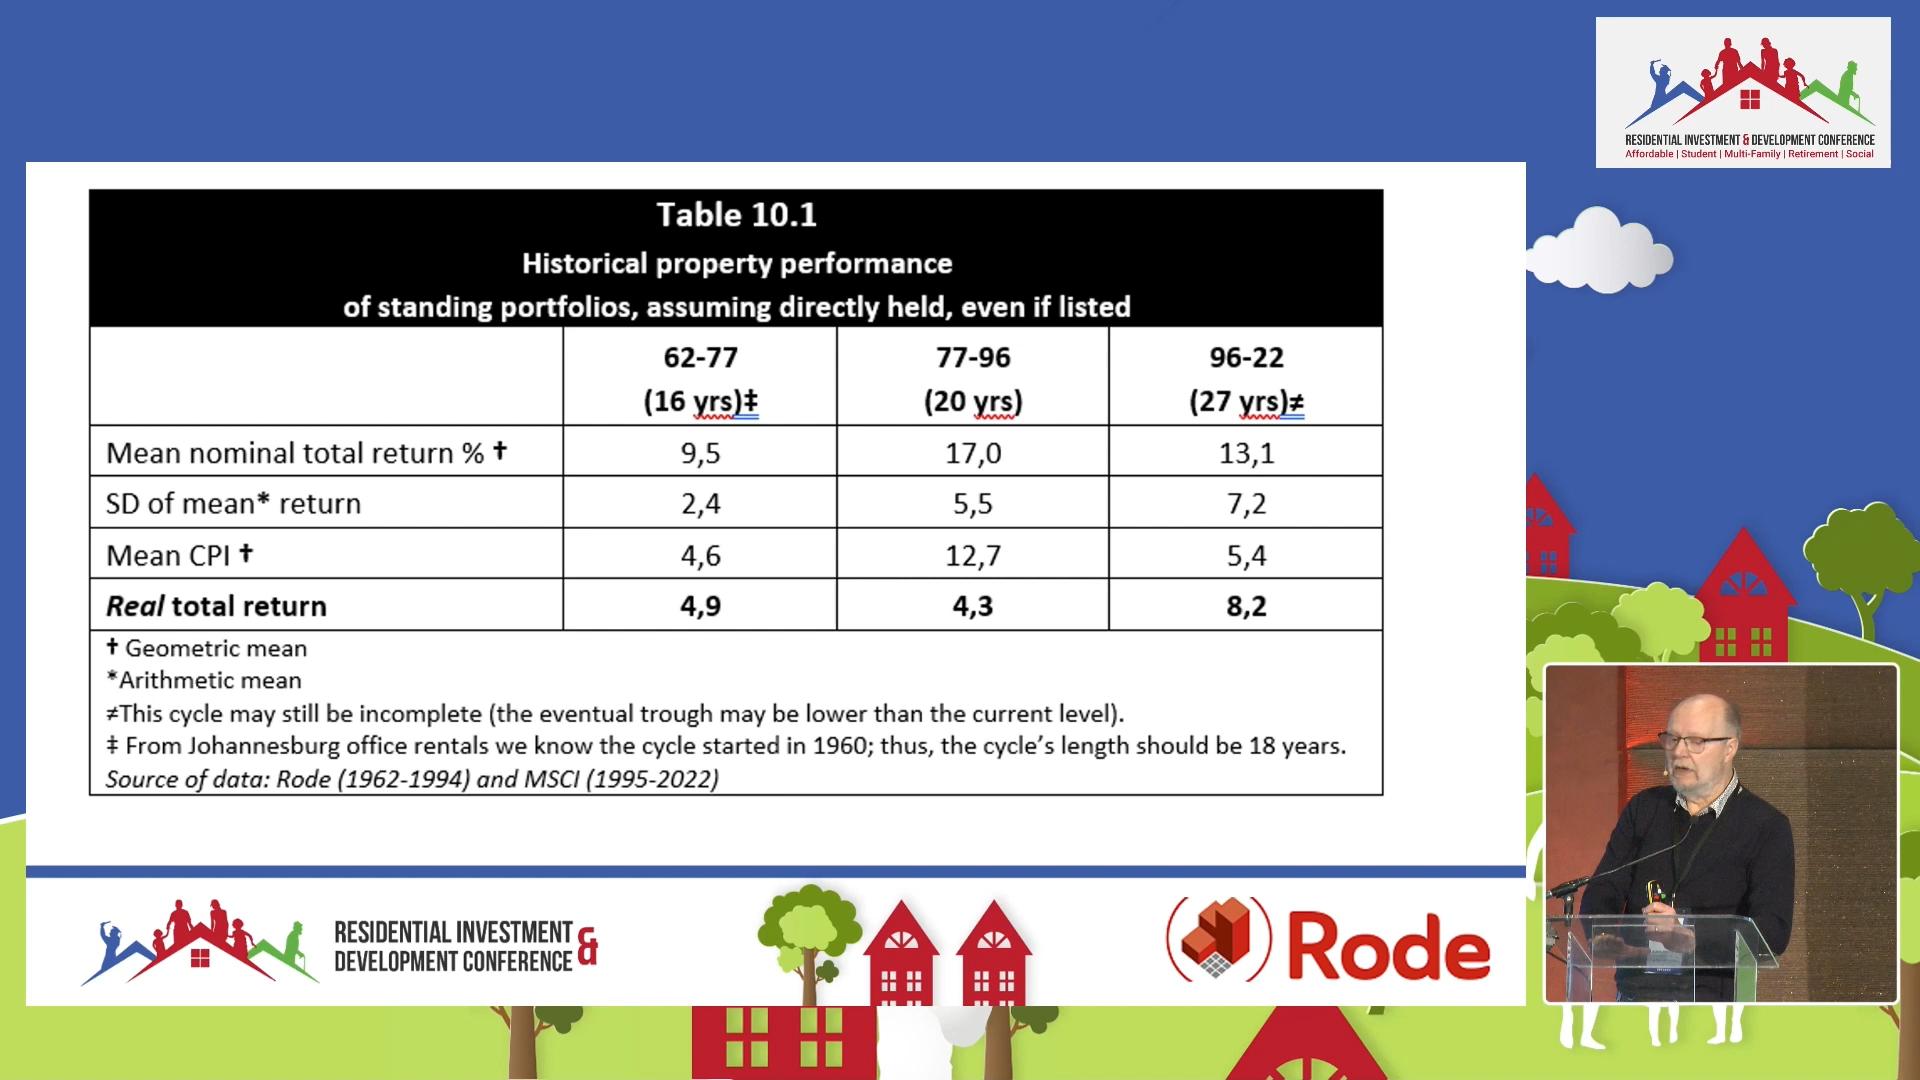 RESIDENTIAL INVESTMENT & DEVELOPMENT CONFERENCE
Affordable | Student | Multi-Family | Retirement | Social
Table 10.1
Historical property performance
of standing portfolios, assuming directly held, even if listed
62-77 77-96 96-22
(16 yrs)‡ (20 yrs) (27 yrs)≠
Mean nominal total return % † 9,5 17,0 13,1
SD of mean* return 2,4 5,5 7,2
Mean CPI † 4,6 12,7 5,4
Real total return 4,9 4,3 8,2
† Geometric mean
*Arithmetic mean
≠This cycle may still be incomplete (the eventual trough may be lower than the current level).
‡ From Johannesburg office rentals we know the cycle started in 1960; thus, the cycle's length should be 18 years.
Source of data: Rode (1962-1994) and MSCI (1995-2022)
RESIDENTIAL INVESTMENT &
DEVELOPMENT CONFERENCE
Rode